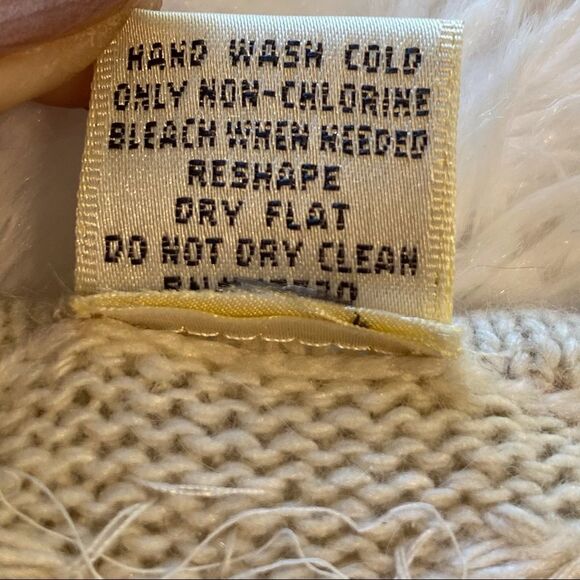 HAND WASH COLD
ONLY NON-CHLORINE
BLEACH WHEN NEEDED
RESHAPE
DRY FLAT
DO NOT DRY CLEAN